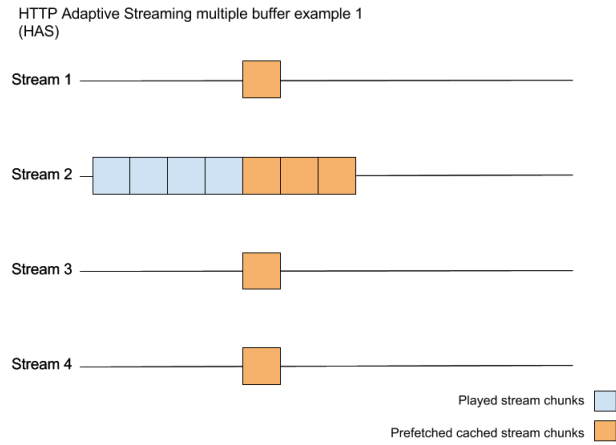 HTTP Adaptive Streaming multiple buffer example 1
(HAS)
Stream 1
Stream 2
Stream 3
Stream 4
Played stream chunks
Prefetched cached stream chunks